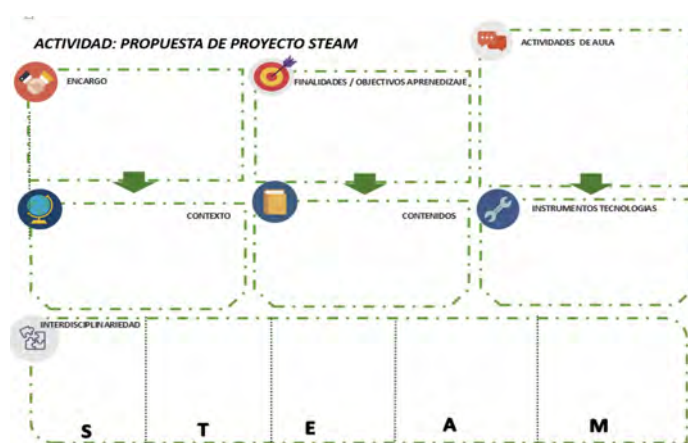 ACTIVIDAD: PROPUESTA DE PROYECTO STEAM
ENCARGO
FINALIDADES / OBJECTIVOS APRENEDIZAJE
ACTIVIDADES DE AULA
CONTEXTO
CONTENIDOS
INSTRUMENTOS TECNOLOGIAS
INTERDISCIPLINARIEDAD
S T E A M